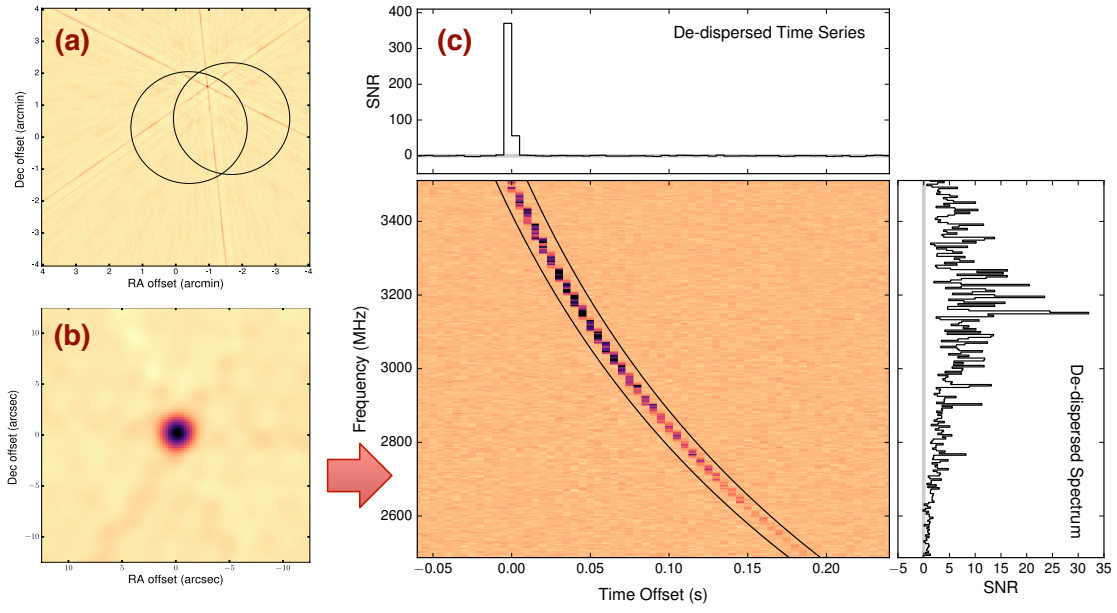 (a)
Dec offset (arcmin)
4
3
2
1
0
−1
−2
−3
−4
4 3 2 1 0 -1 -2 -3 -4
RA offset (arcmin)
(b)
Dec offset (arcsec)
10
5
0
−5
−10
10 5 0 −5 −10
RA offset (arcsec)
(c)
De-dispersed Time Series
SNR
400
300
200
100
0
Frequency (MHz)
3400
3200
3000
2800
2600
−0.05 0.00 0.05 0.10 0.15 0.20
Time Offset (s)
De-dispersed Spectrum
−5 0 5 10 15 20 25 30 35
SNR